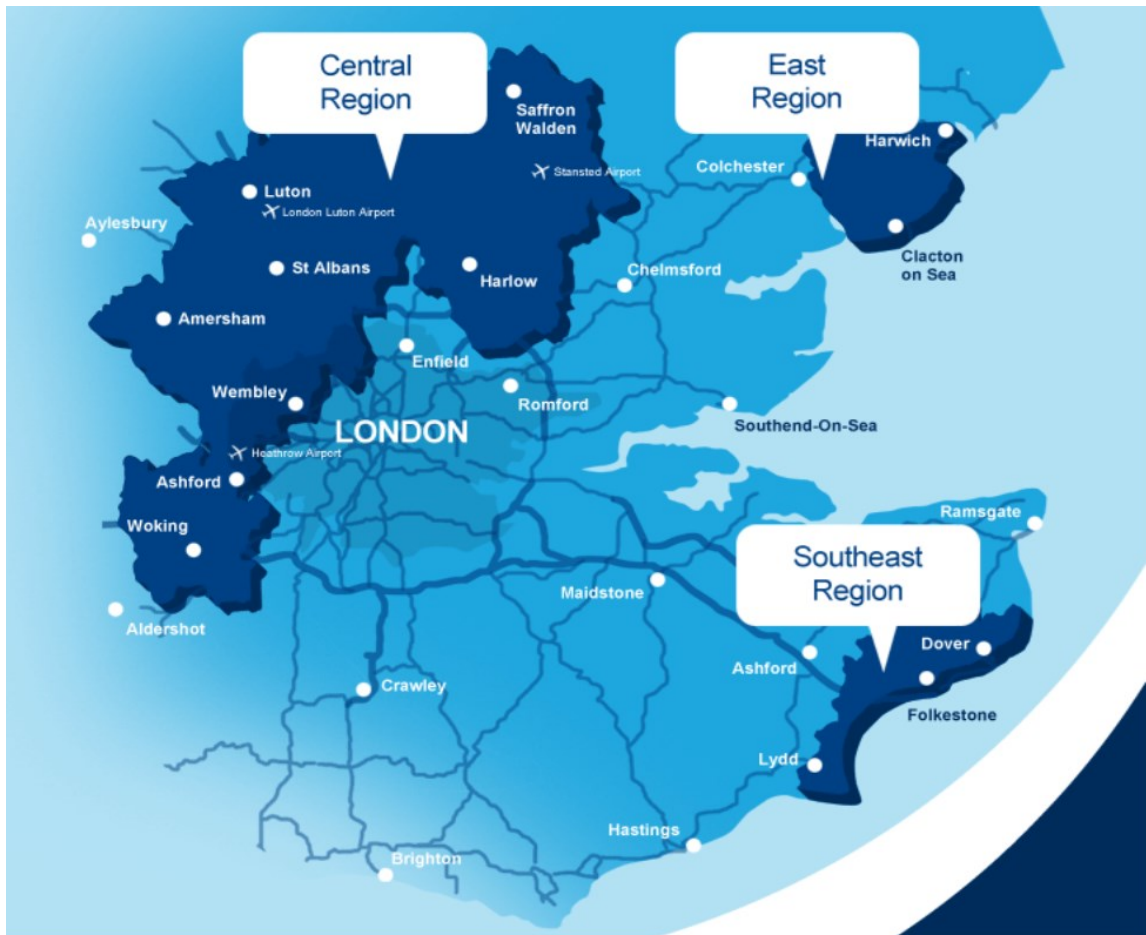 Central
Region
East
Region
Saffron
Walden
Harwich
Stansted Airport
Colchester
Luton
London Luton Airport
Aylesbury
Clacton
on Sea
St Albans
Harlow
Chelmsford
Amersham
Enfield
Wembley
Romford
Southend-On-Sea
LONDON
Heathrow Airport
Ashford
Ramsgate
Woking
Southeast
Region
Maidstone
Aldershot
Dover
Ashford
Crawley
Folkestone
Lydd
Hastings
Brighton